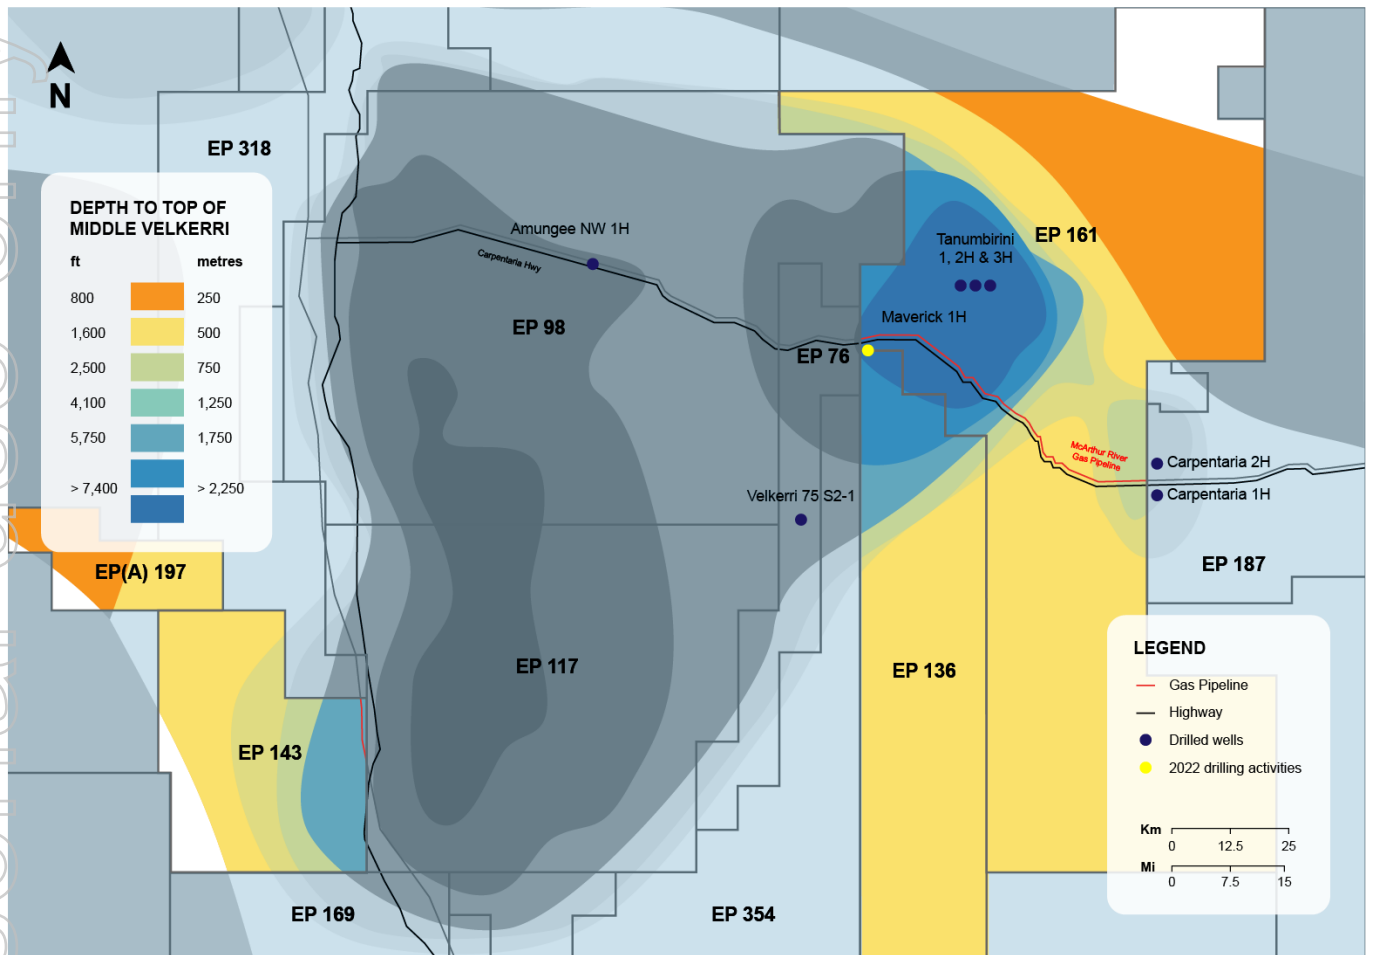 N
EP 318
DEPTH TO TOP OF
MIDDLE VELKERRI
ft metres
800 250
1,600 500
2,500 750
4,100 1,250
5,750 1,750
> 7,400 > 2,250
Amungee NW 1H
Carpentaria Hwy
EP 98
Tanumbirini
1, 2H & 3H
EP 161
Maverick 1H
EP 76
McArthur River
Gas Pipeline
Carpentaria 2H
Carpentaria 1H
Velkerri 75 S2-1
EP 187
EP(A) 197
EP 117
EP 136
EP 143
EP 169
EP 354
LEGEND
Gas Pipeline
Highway
Drilled wells
2022 drilling activities
Km
0 12.5 25
Mi
0 7.5 15